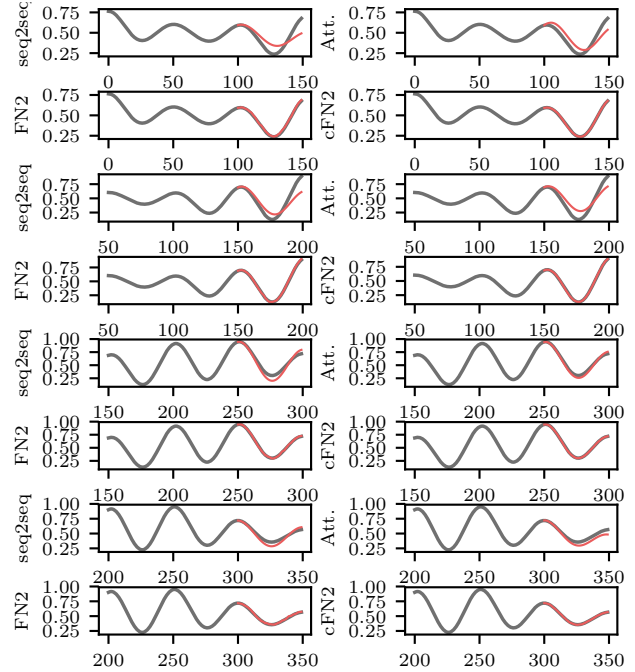 seq2seq 0.75 0.50 0.25 0 50 100 150
Att. 0.75 0.50 0.25 0 50 100 150
FN2 0.75 0.50 0.25 0 50 100 150
cFN2 0.75 0.50 0.25 0 50 100 150
seq2seq 0.75 0.50 0.25 50 100 150 200
Att. 0.75 0.50 0.25 50 100 150 200
FN2 0.75 0.50 0.25 50 100 150 200
cFN2 0.75 0.50 0.25 50 100 150 200
seq2seq 1.00 0.75 0.50 0.25 150 200 250 300
Att. 1.00 0.75 0.50 0.25 150 200 250 300
FN2 1.00 0.75 0.50 0.25 150 200 250 300
cFN2 1.00 0.75 0.50 0.25 150 200 250 300
seq2seq 1.00 0.75 0.50 0.25 200 250 300 350
Att. 1.00 0.75 0.50 0.25 200 250 300 350
FN2 1.00 0.75 0.50 0.25 200 250 300 350
cFN2 1.00 0.75 0.50 0.25 200 250 300 350